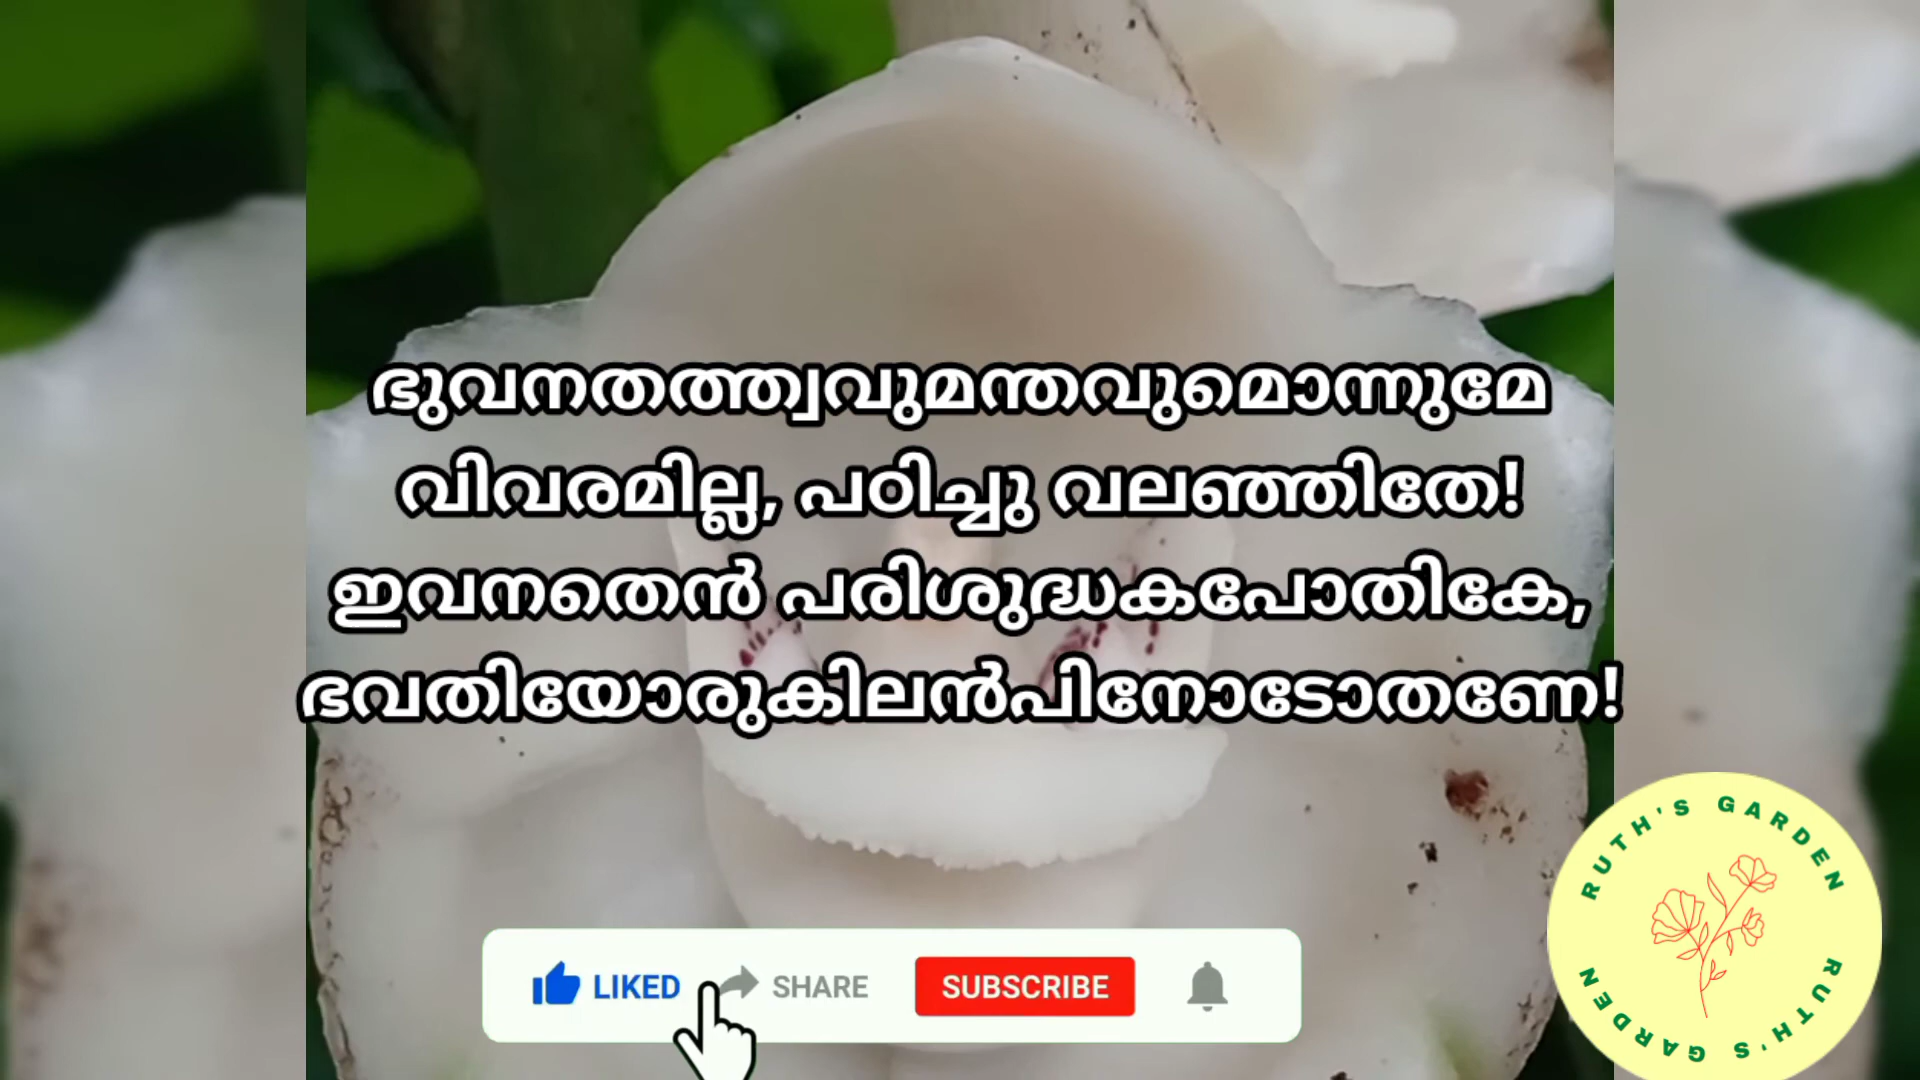 ഭുവനതത്ത്വവുമന്തവുമൊന്നുമേ
വിവരമില്ല, പഠിച്ചു വലഞ്ഞിതേ!
ഇവനതെൻ പരിശുദ്ധകപോതികേ,
ഭവതിയോരുകിലൻപിനോടോതണേ!
LIKED SHARE SUBSCRIBE
RUTH'S GARDEN
RUTH'S GARDEN